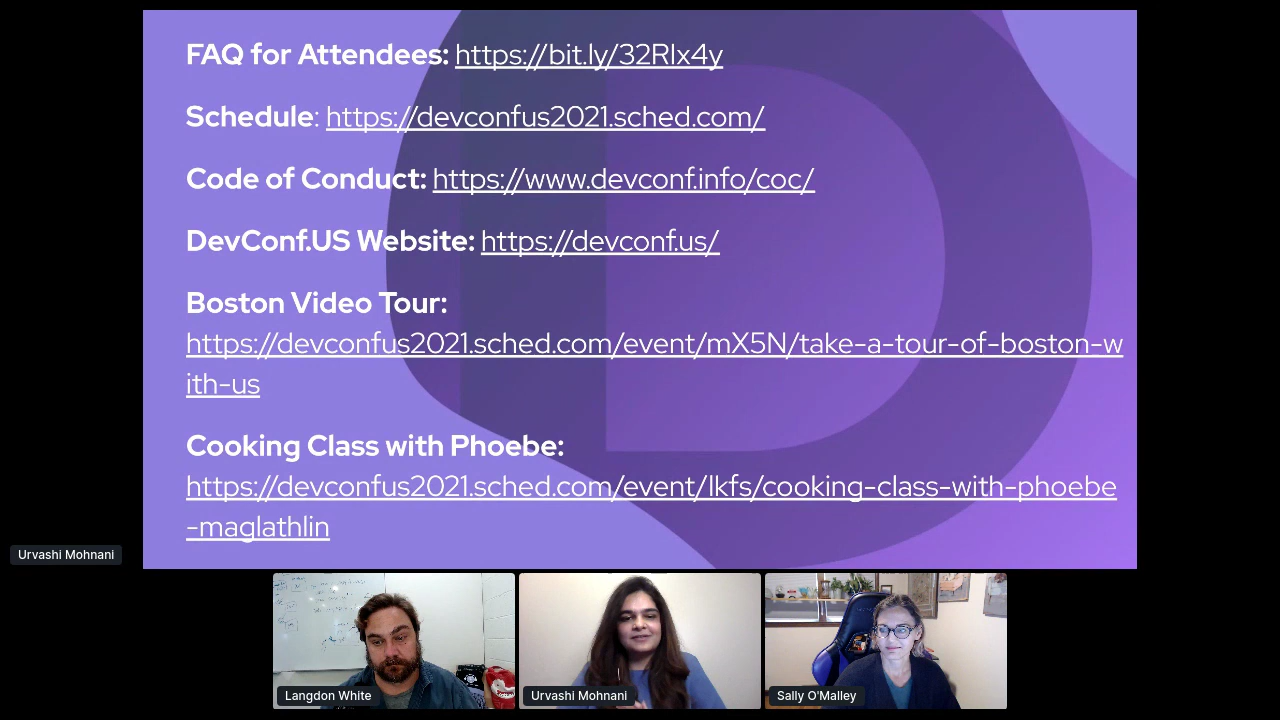 FAQ for Attendees: https://bit.ly/32RIx4y
Schedule: https://devconfus2021.sched.com/
Code of Conduct: https://www.devconf.info/coc/
DevConf.US Website: https://devconf.us/
Boston Video Tour:
https://devconfus2021.sched.com/event/mX5N/take-a-tour-of-boston-w
ith-us
Cooking Class with Phoebe:
https://devconfus2021.sched.com/event/lkfs/cooking-class-with-phoebe
-maglathlin
Urvashi Mohnani
Langdon White
Urvashi Mohnani
Sally O'Malley